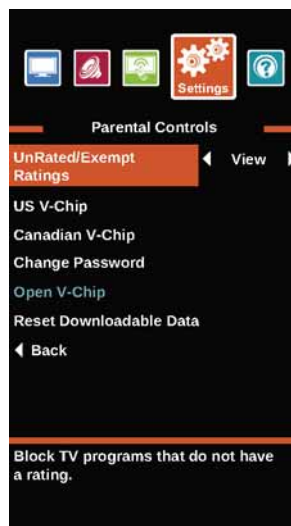 Settings
Parental Controls
UnRated/Exempt
Ratings
View
US V-Chip
Canadian V-Chip
Change Password
Open V-Chip
Reset Downloadable Data
Back
Block TV programs that do not have
a rating.